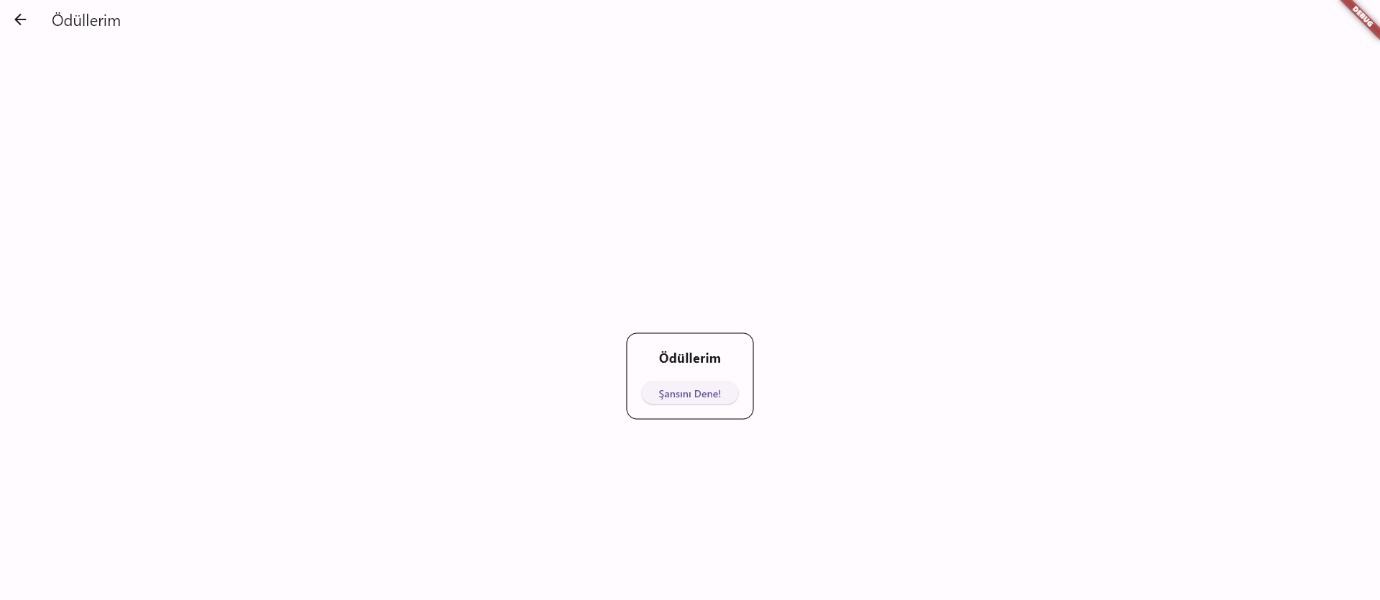 Ödüllerim
DEBUG
Ödüllerim
Şansını Dene!